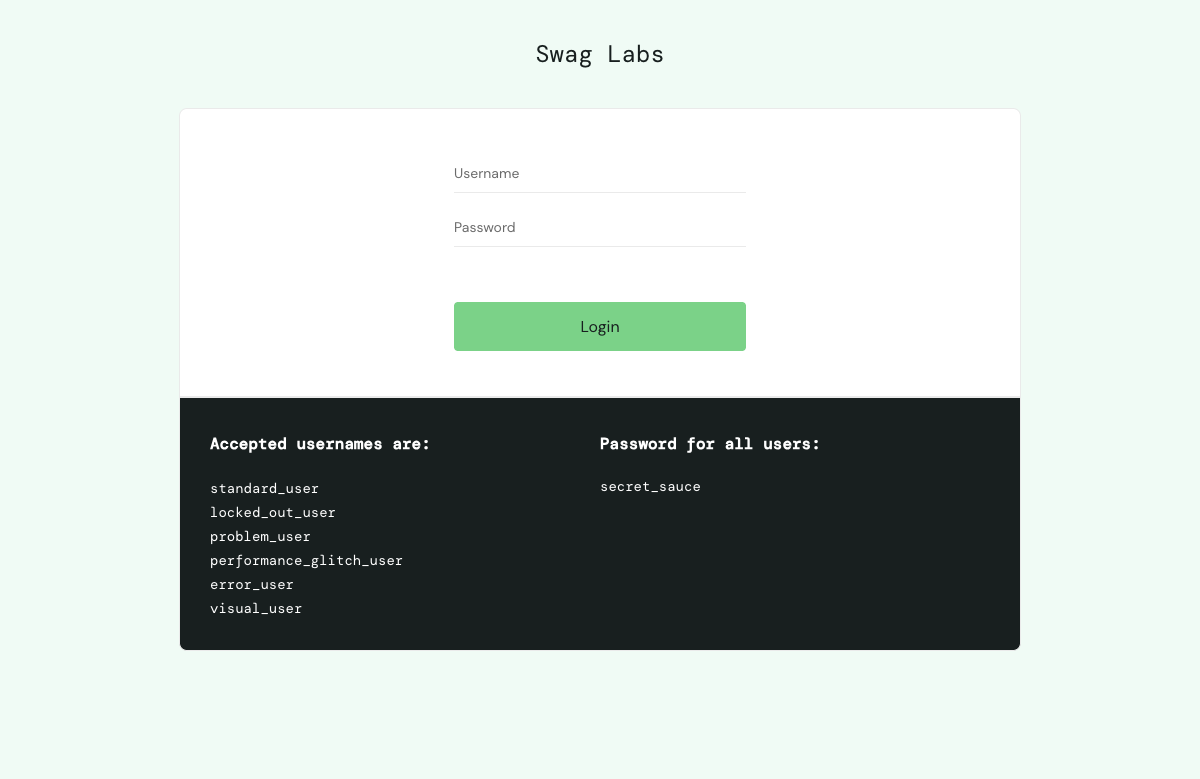 Swag Labs
Username
Password
Login
Accepted usernames are:
standard_user
locked_out_user
problem_user
performance_glitch_user
error_user
visual_user
Password for all users:
secret_sauce